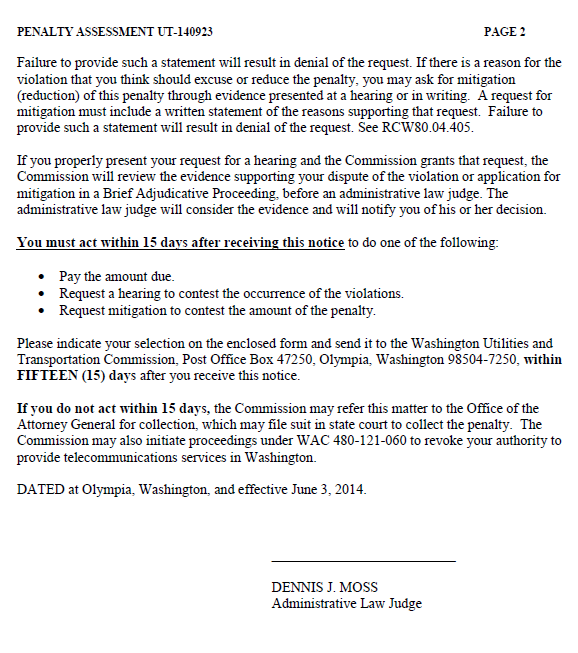 PENALTY ASSESSMENT UT-140923 PAGE 2
Failure to provide such a statement will result in denial of the request. If there is a reason for the
violation that you think should excuse or reduce the penalty, you may ask for mitigation
(reduction) of this penalty through evidence presented at a hearing or in writing. A request for
mitigation must include a written statement of the reasons supporting that request. Failure to
provide such a statement will result in denial of the request. See RCW80.04.405.
If you properly present your request for a hearing and the Commission grants that request, the
Commission will review the evidence supporting your dispute of the violation or application for
mitigation in a Brief Adjudicative Proceeding, before an administrative law judge. The
administrative law judge will consider the evidence and will notify you of his or her decision.
You must act within 15 days after receiving this notice to do one of the following:
• Pay the amount due.
• Request a hearing to contest the occurrence of the violations.
• Request mitigation to contest the amount of the penalty.
Please indicate your selection on the enclosed form and send it to the Washington Utilities and
Transportation Commission, Post Office Box 47250, Olympia, Washington 98504-7250, within
FIFTEEN (15) days after you receive this notice.
If you do not act within 15 days, the Commission may refer this matter to the Office of the
Attorney General for collection, which may file suit in state court to collect the penalty. The
Commission may also initiate proceedings under WAC 480-121-060 to revoke your authority to
provide telecommunications services in Washington.
DATED at Olympia, Washington, and effective June 3, 2014.
DENNIS J. MOSS
Administrative Law Judge